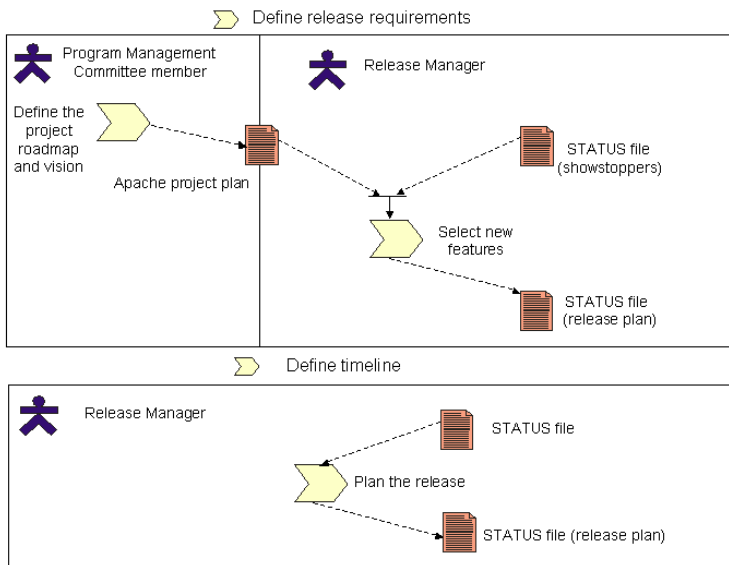 Define release requirements
Program Management
Committee member
Release Manager
Define the
project
roadmap
and vision
Apache project plan
STATUS file
(showstoppers)
Select new
features
STATUS file
(release plan)
Define timeline
Release Manager
STATUS file
Plan the release
STATUS file (release plan)